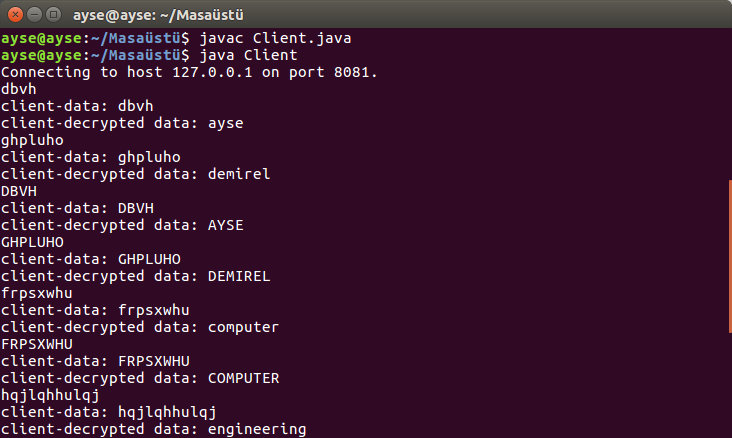 ayse@ayse: ~/Masaüstü
ayse@ayse:~/Masaüstü$ javac Client.java
ayse@ayse:~/Masaüstü$ java Client
Connecting to host 127.0.0.1 on port 8081.
dbvh
client-data: dbvh
client-decrypted data: ayse
ghpluho
client-data: ghpluho
client-decrypted data: demirel
DBVH
client-data: DBVH
client-decrypted data: AYSE
GHPLUHO
client-data: GHPLUHO
client-decrypted data: DEMIREL
frpsxwhu
client-data: frpsxwhu
client-decrypted data: computer
FRPSXWHU
client-data: FRPSXWHU
client-decrypted data: COMPUTER
hqjlqhhulqj
client-data: hqjlqhhulqj
client-decrypted data: engineering